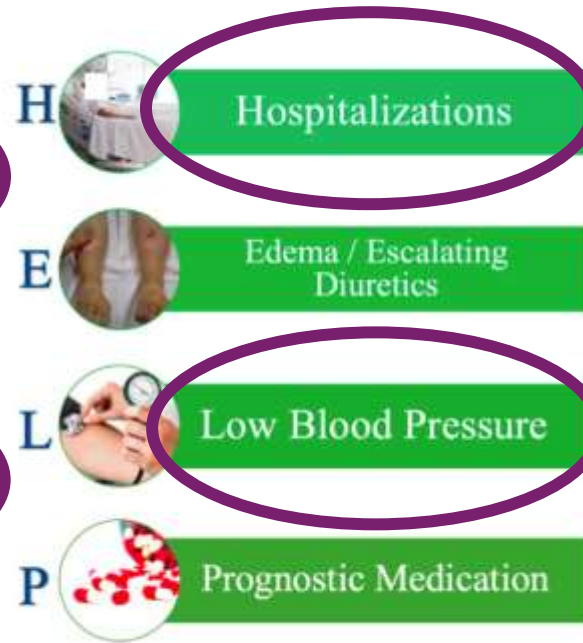 H Hospitalizations
E Edema / Escalating
Diuretics
L Low Blood Pressure
P Prognostic Medication